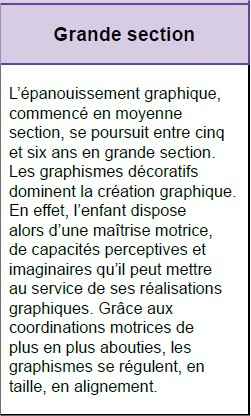 Grande section
L’épanouissement graphique,
commencé en moyenne
section, se poursuit entre cinq
et six ans en grande section.
Les graphismes décoratifs
dominent la création graphique.
En effet, l’enfant dispose
alors d’une maîtrise motrice,
de capacités perceptives et
imaginaires qu’il peut mettre
au service de ses réalisations
graphiques. Grâce aux
coordinations motrices de
plus en plus abouties, les
graphismes se régulent, en
taille, en alignement.